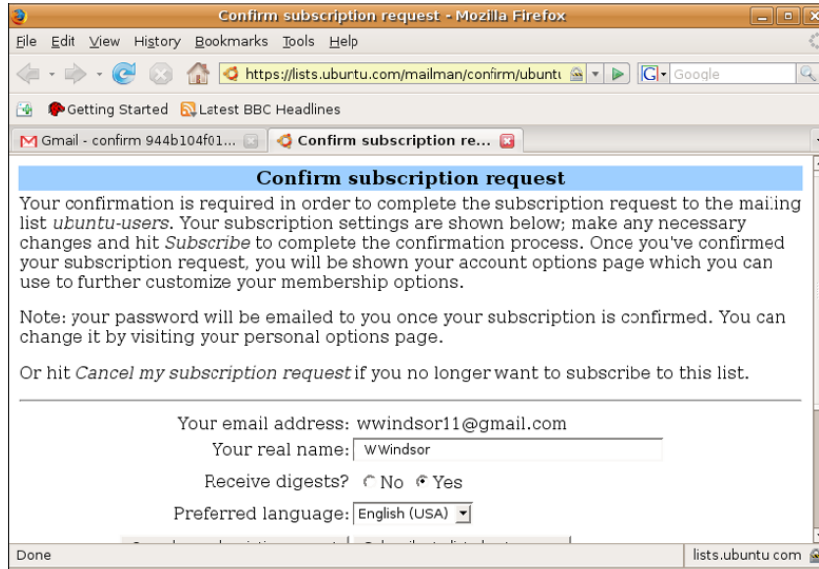 Confirm subscription request - Mozilla Firefox
File Edit View History Bookmarks Tools Help
https://lists.ubuntu.com/mailman/confirm/ubuntu G Google
Getting Started Latest BBC Headlines
Gmail - confirm 944b104f01... Confirm subscription re...
Confirm subscription request
Your confirmation is required in order to complete the subscription request to the mailing
list ubuntu-users. Your subscription settings are shown below; make any necessary
changes and hit Subscribe to complete the confirmation process. Once you've confirmed
your subscription request, you will be shown your account options page which you can
use to further customize your membership options.
Note: your password will be emailed to you once your subscription is confirmed. You can
change it by visiting your personal options page.
Or hit Cancel my subscription request if you no longer want to subscribe to this list.
Your email address: wwindsor11@gmail.com
Your real name: WWindsor
Receive digests? No Yes
Preferred language: English (USA)
Done lists.ubuntu.com